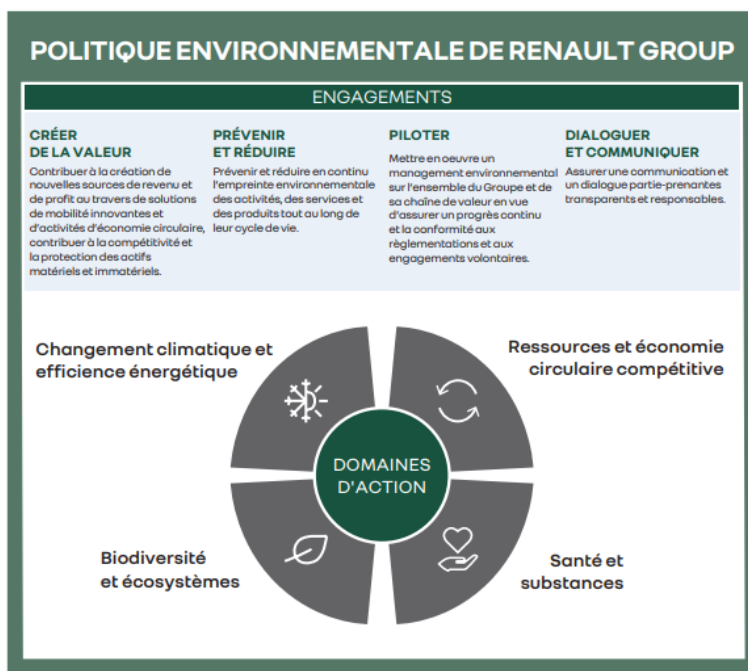 POLITIQUE ENVIRONNEMENTALE DE RENAULT GROUP
ENGAGEMENTS
CRÉER
DE LA VALEUR
Contribuer à la création de
nouvelles sources de revenu et
de profit au travers de solutions
de mobilité innovantes et
d'activités d'économie circulaire,
contribuer à la compétitivité et
la protection des actifs
matériels et immatériels.
PRÉVENIR
ET RÉDUIRE
Prévenir et réduire en continu
l'empreinte environnementale
des activités, des services et
des produits tout au long de
leur cycle de vie.
PILOTER
Mettre en oeuvre un
management environnemental
sur l'ensemble du Groupe et de
sa chaîne de valeur en vue
d'assurer un progrès continu
et la conformité aux
règlementations et aux
engagements volontaires.
DIALOGUER
ET COMMUNIQUER
Assurer une communication et
un dialogue partie-prenantes
transparents et responsables.
Changement climatique et
efficience énergétique
Ressources et économie
circulaire compétitive
DOMAINES
D'ACTION
Biodiversité
et écosystèmes
Santé et
substances